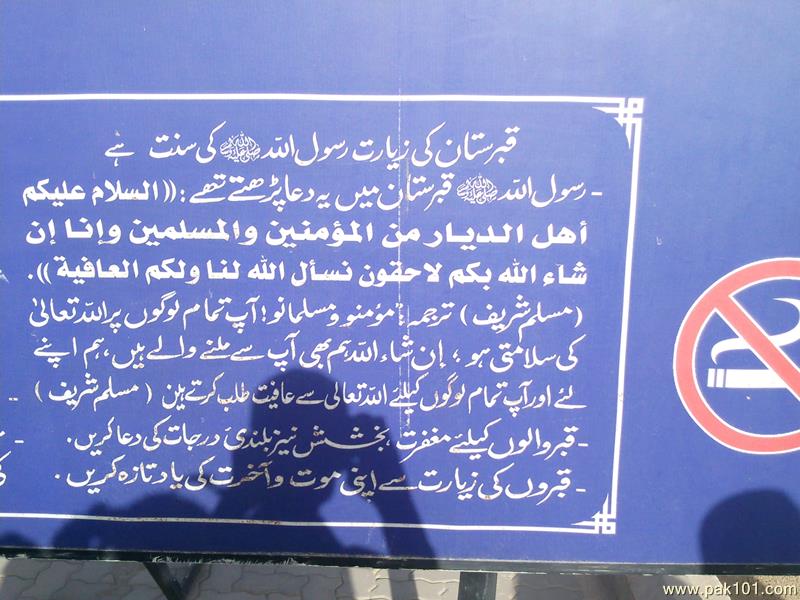 قبرستان کی زیارت رسول اللہ ﷺ کی سنت ہے
- رسول اللہ ﷺ قبرستان میں یہ دعا پڑھتے تھے: ((السلام عليكم
أهل الديار من المؤمنين والمسلمين وإنا إن
شاء الله بكم لاحقون نسأل الله لنا ولكم العافية)).
(مسلم شریف) ترجمہ: مؤمنو و مسلمانو! آپ تمام لوگوں پر اللہ تعالیٰ
کی سلامتی ہو؛ إن شاء اللہ ہم بھی آپ سے ملنے والے ہیں، ہم اپنے
لئے اور آپ تمام لوگوں کیلئے اللہ تعالی سے عافیت طلب کرتے ہین (مسلم شریف) ..
- قبر والوں کیلئے مغفرت، بخشش نیز بلندئ درجات کی دعا کریں.
- قبروں کی زیارت سے اپنی موت و آخرت کی یاد تازہ کریں.
www.pak101.com